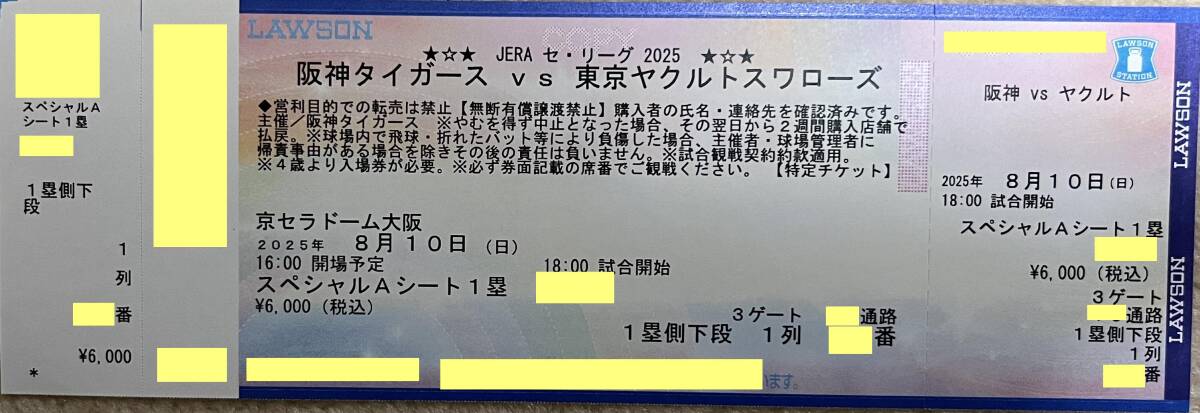 スペシャルA
シート1塁
1塁側下
段
1
列
番
¥6,000
*
LAWSON
COPY
★☆★ JERA セ・リーグ 2025 ★☆★
阪神タイガース vs 東京ヤクルトスワローズ
◆営利目的での転売は禁止【無断有償譲渡禁止】購入者の氏名・連絡先を確認済みです。
主催/阪神タイガース ※やむを得ず中止となった場合、その翌日から2週間購入店舗で
払戻。※球場内で飛球・折れたバット等により負傷した場合、主催者・球場管理者に
帰責事由がある場合を除きその後の責任は負いません。※試合観戦契約約款適用。
※4歳より入場券が必要。※必ず券面記載の席番でご観戦ください。 【特定チケット】
京セラドーム大阪
2025年 8月10日(日)
16:00 開場予定 18:00 試合開始
スペシャルAシート1塁
¥6,000(税込)
3ゲート 通路
1塁側下段 1列 番
います。
LAWSON
STATION
阪神 vs ヤクルト
2025年 8月10日(日)
18:00 試合開始
スペシャルAシート1塁
¥6,000(税込)
3ゲート
通路
1塁側下段
1列
番
LAWSON
LAWSON